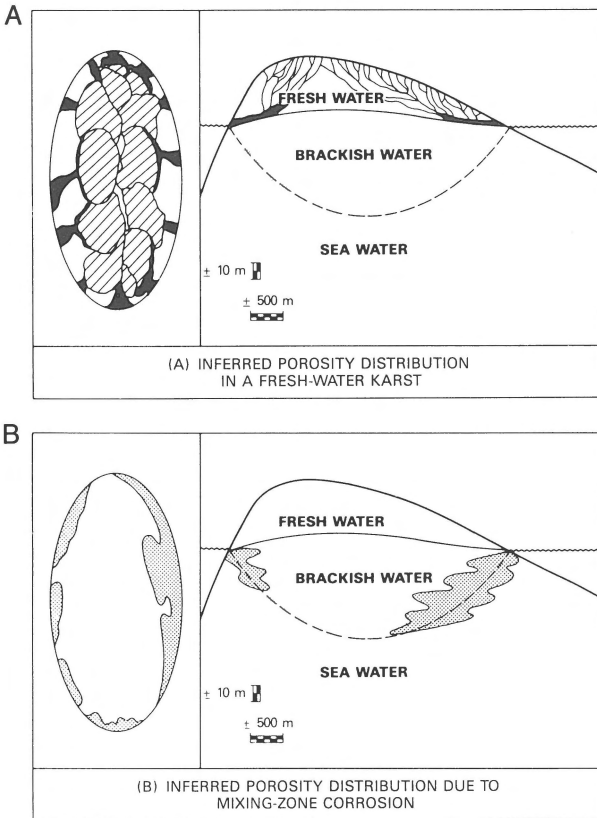 A
FRESH WATER
BRACKISH WATER
SEA WATER
± 10 m
± 500 m
(A) INFERRED POROSITY DISTRIBUTION
IN A FRESH-WATER KARST
B
FRESH WATER
BRACKISH WATER
SEA WATER
± 10 m
± 500 m
(B) INFERRED POROSITY DISTRIBUTION DUE TO
MIXING-ZONE CORROSION